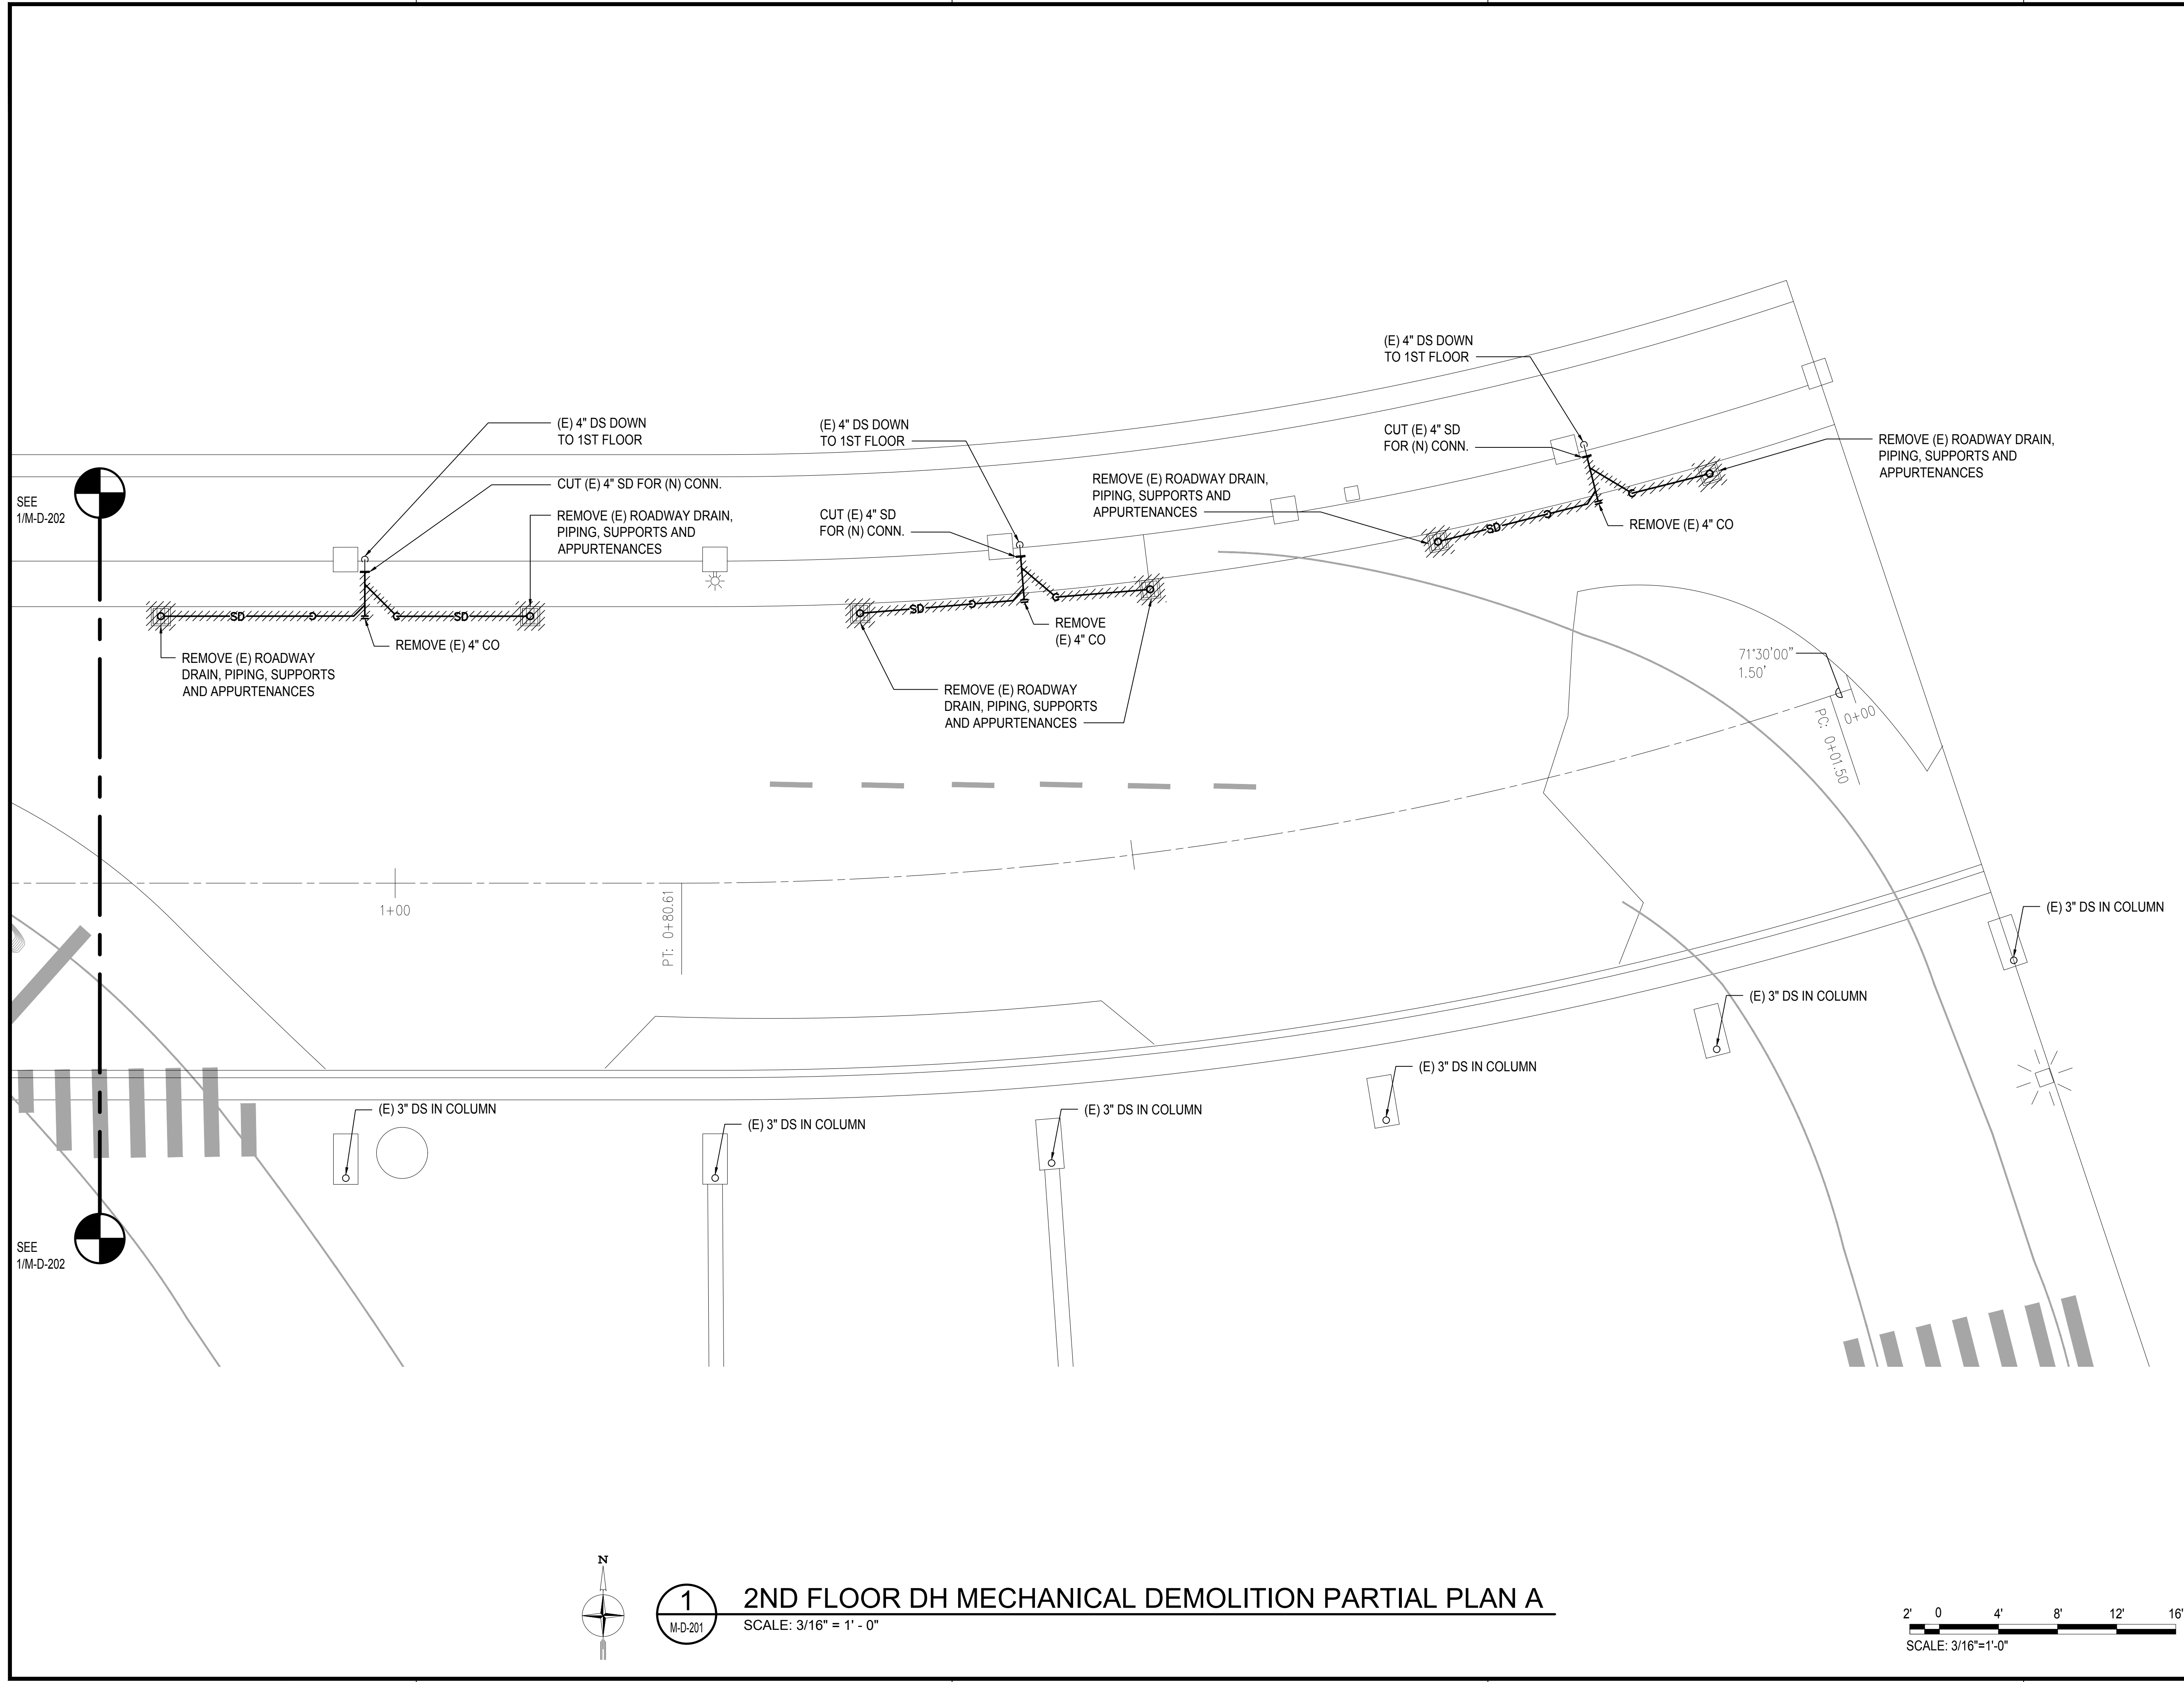 (E) 4" DS DOWN
TO 1ST FLOOR
(E) 4" DS DOWN
TO 1ST FLOOR
(E) 4" DS DOWN
TO 1ST FLOOR
CUT (E) 4" SD
FOR (N) CONN.
REMOVE (E) ROADWAY DRAIN,
PIPING, SUPPORTS AND
APPURTENANCES
SEE
1/M-D-202
CUT (E) 4" SD FOR (N) CONN.
REMOVE (E) ROADWAY DRAIN,
PIPING, SUPPORTS AND
APPURTENANCES
CUT (E) 4" SD
FOR (N) CONN.
REMOVE (E) ROADWAY DRAIN,
PIPING, SUPPORTS AND
APPURTENANCES
SD
REMOVE (E) 4" CO
SD
SD
SD
REMOVE (E) 4" CO
REMOVE
(E) 4" CO
REMOVE (E) ROADWAY
DRAIN, PIPING, SUPPORTS
AND APPURTENANCES
REMOVE (E) ROADWAY
DRAIN, PIPING, SUPPORTS
AND APPURTENANCES
71°30'00"
1.50'
0+00
PC: 0+01.50
1+00
PT: 0+80.61
(E) 3" DS IN COLUMN
(E) 3" DS IN COLUMN
(E) 3" DS IN COLUMN
(E) 3" DS IN COLUMN
(E) 3" DS IN COLUMN
(E) 3" DS IN COLUMN
SEE
1/M-D-202
N
1
M-D-201
2ND FLOOR DH MECHANICAL DEMOLITION PARTIAL PLAN A
SCALE: 3/16" = 1' - 0"
2' 0 4' 8' 12' 16'
SCALE: 3/16"=1'-0"